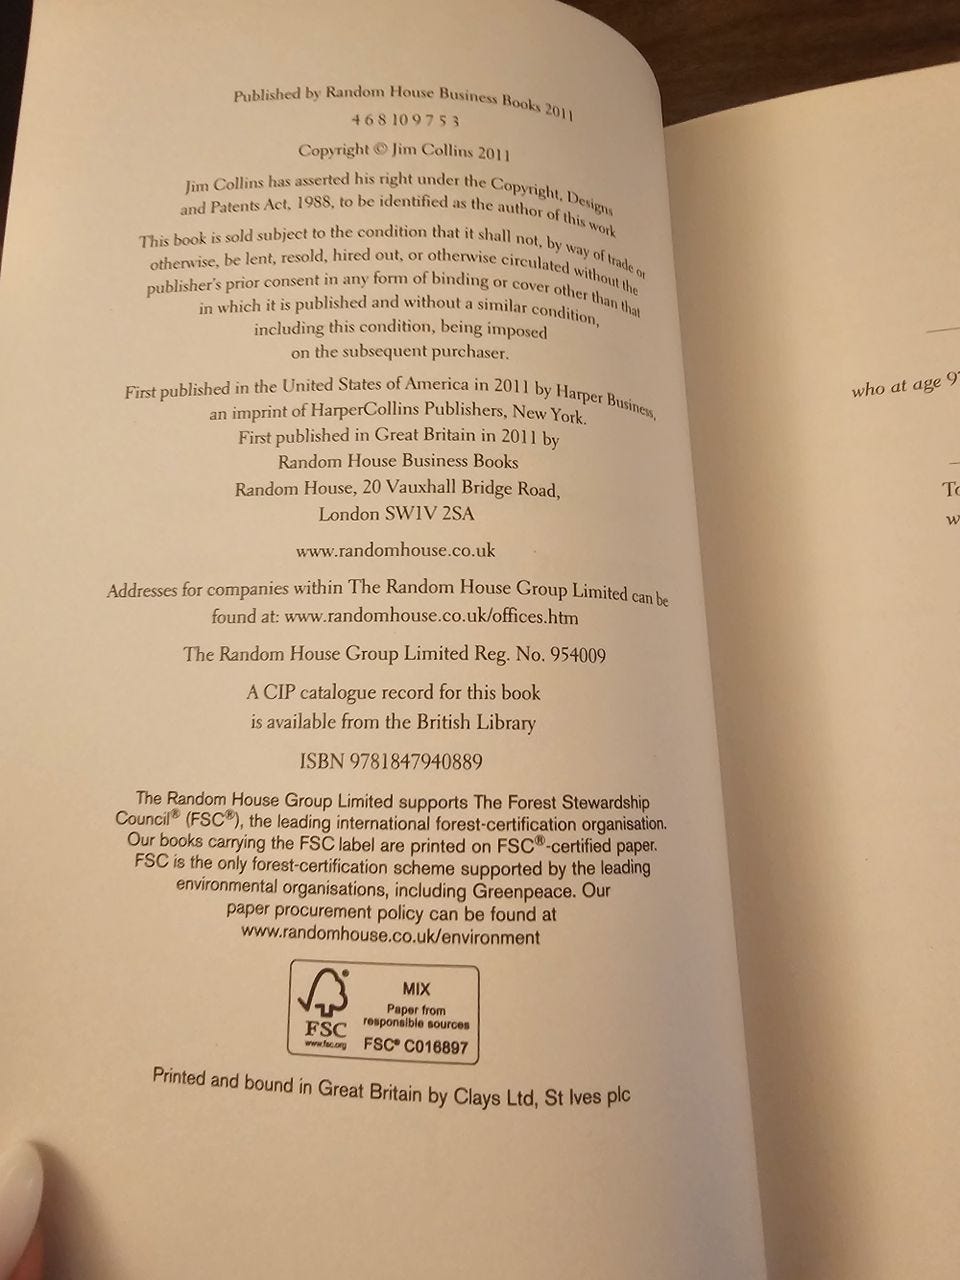 Published by Random House Business Books 2011
4 6 8 10 9 7 5 3
Copyright © Jim Collins 2011
Jim Collins has asserted his right under the Copyright, Designs
and Patents Act, 1988, to be identified as the author of this work
This book is sold subject to the condition that it shall not, by way of trade or
otherwise, be lent, resold, hired out, or otherwise circulated without the
publisher's prior consent in any form of binding or cover other than that
in which it is published and without a similar condition,
including this condition, being imposed
on the subsequent purchaser.
First published in the United States of America in 2011 by Harper Business,
an imprint of HarperCollins Publishers, New York.
First published in Great Britain in 2011 by
Random House Business Books
Random House, 20 Vauxhall Bridge Road,
London SW1V 2SA
www.randomhouse.co.uk
Addresses for companies within The Random House Group Limited can be
found at: www.randomhouse.co.uk/offices.htm
The Random House Group Limited Reg. No. 954009
A CIP catalogue record for this book
is available from the British Library
ISBN 9781847940889
The Random House Group Limited supports The Forest Stewardship
Council® (FSC®), the leading international forest-certification organisation.
Our books carrying the FSC label are printed on FSC®-certified paper.
FSC is the only forest-certification scheme supported by the leading
environmental organisations, including Greenpeace. Our
paper procurement policy can be found at
www.randomhouse.co.uk/environment
FSC
www.fsc.org
MIX
Paper from
responsible sources
FSC® C016897
Printed and bound in Great Britain by Clays Ltd, St Ives plc
who at age 9